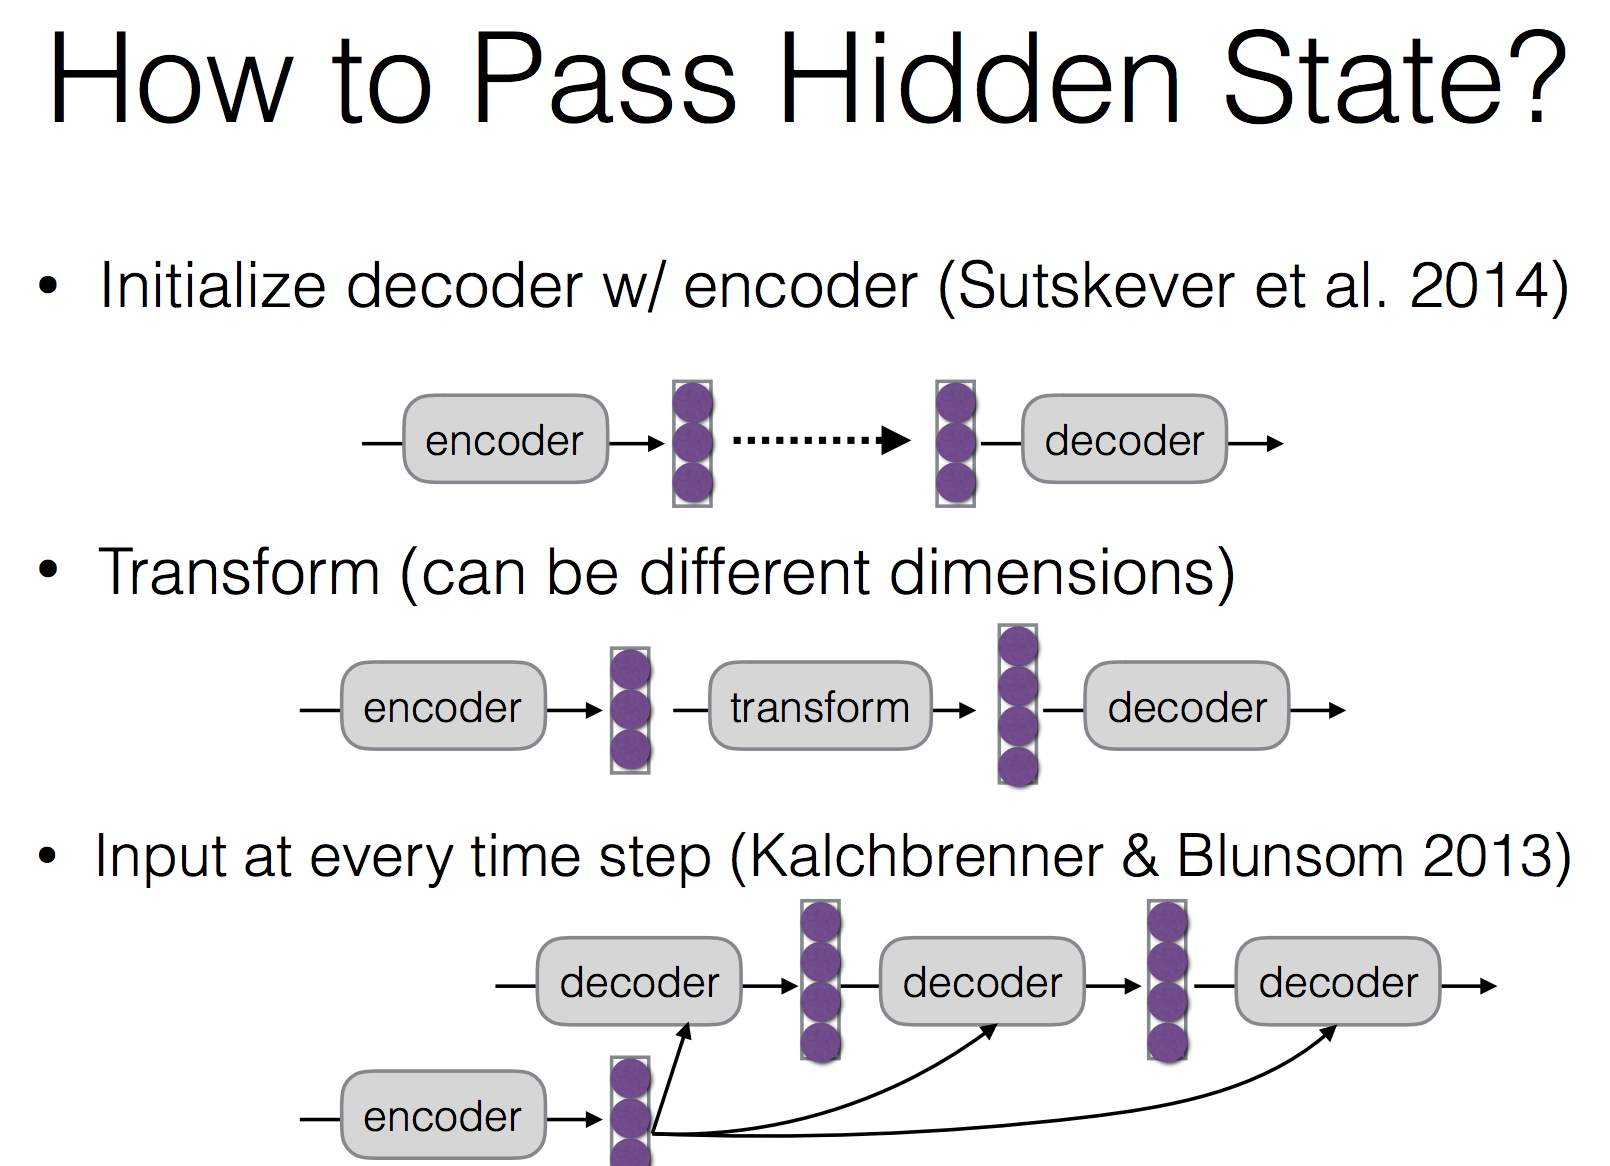 How to Pass Hidden State?
• Initialize decoder w/ encoder (Sutskever et al. 2014)
encoder decoder
• Transform (can be different dimensions)
encoder transform decoder
• Input at every time step (Kalchbrenner & Blunsom 2013)
decoder decoder decoder
encoder